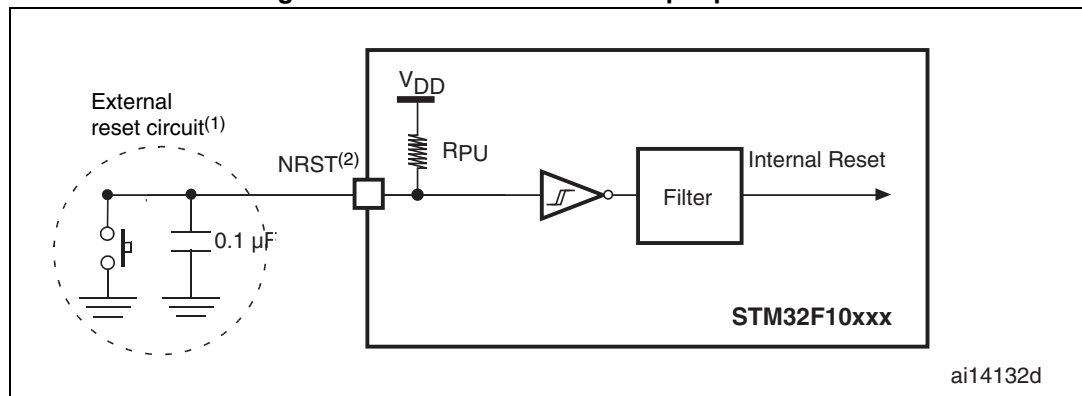 External
reset circuit(1)
VDD
NRST(2)
RPU
Filter
Internal Reset
0.1 µF
STM32F10xxx
ai14132d